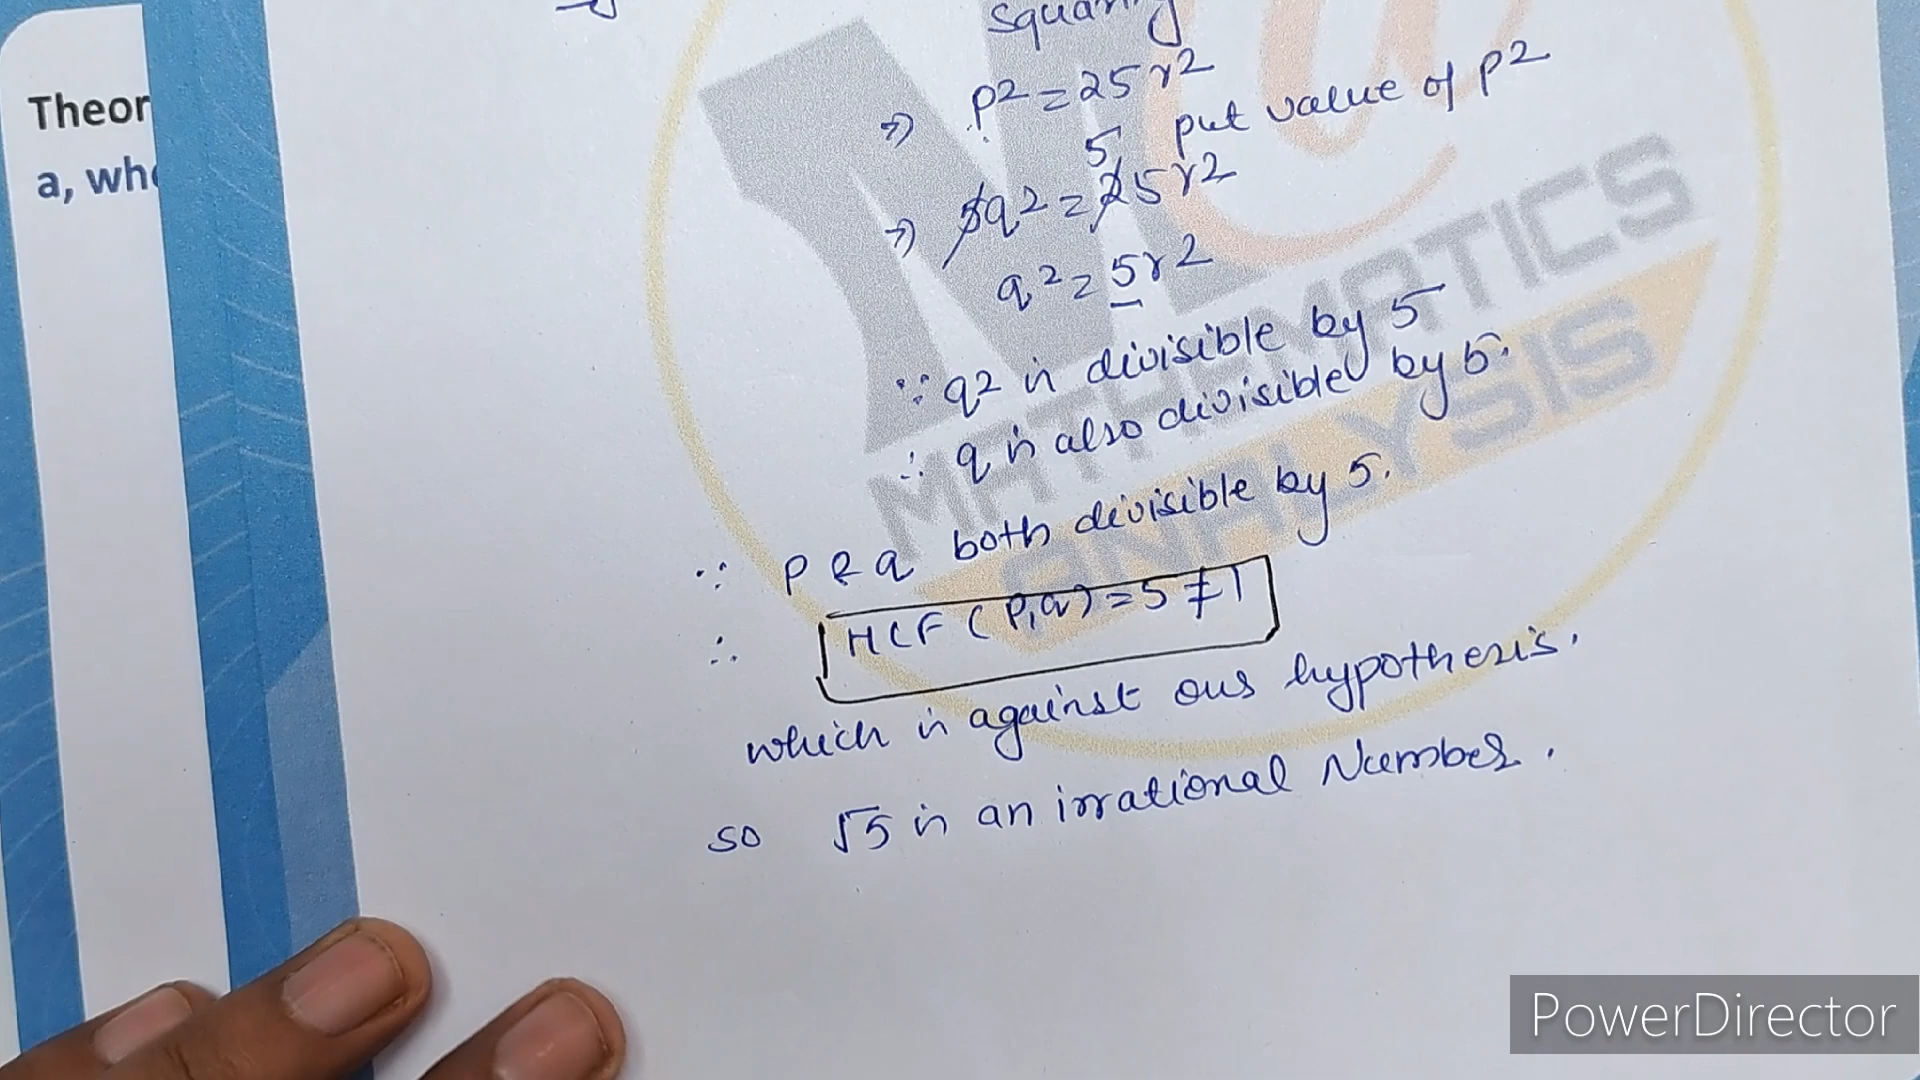 Theor
a, wh
squaring
⇒ p2 = 25r2
5 put value of p2
⇒ 5q2 = 25r2
q2 = 5r2
∵ q2 is divisible by 5
∴ q is also divisible by 5.
∵ p & q both divisible by 5.
∴ HCF (p,q) = 5 ≠ 1
which is against our hypothesis.
so √5 is an irrational Number.
MATHEMATICS
ANALYSIS
PowerDirector